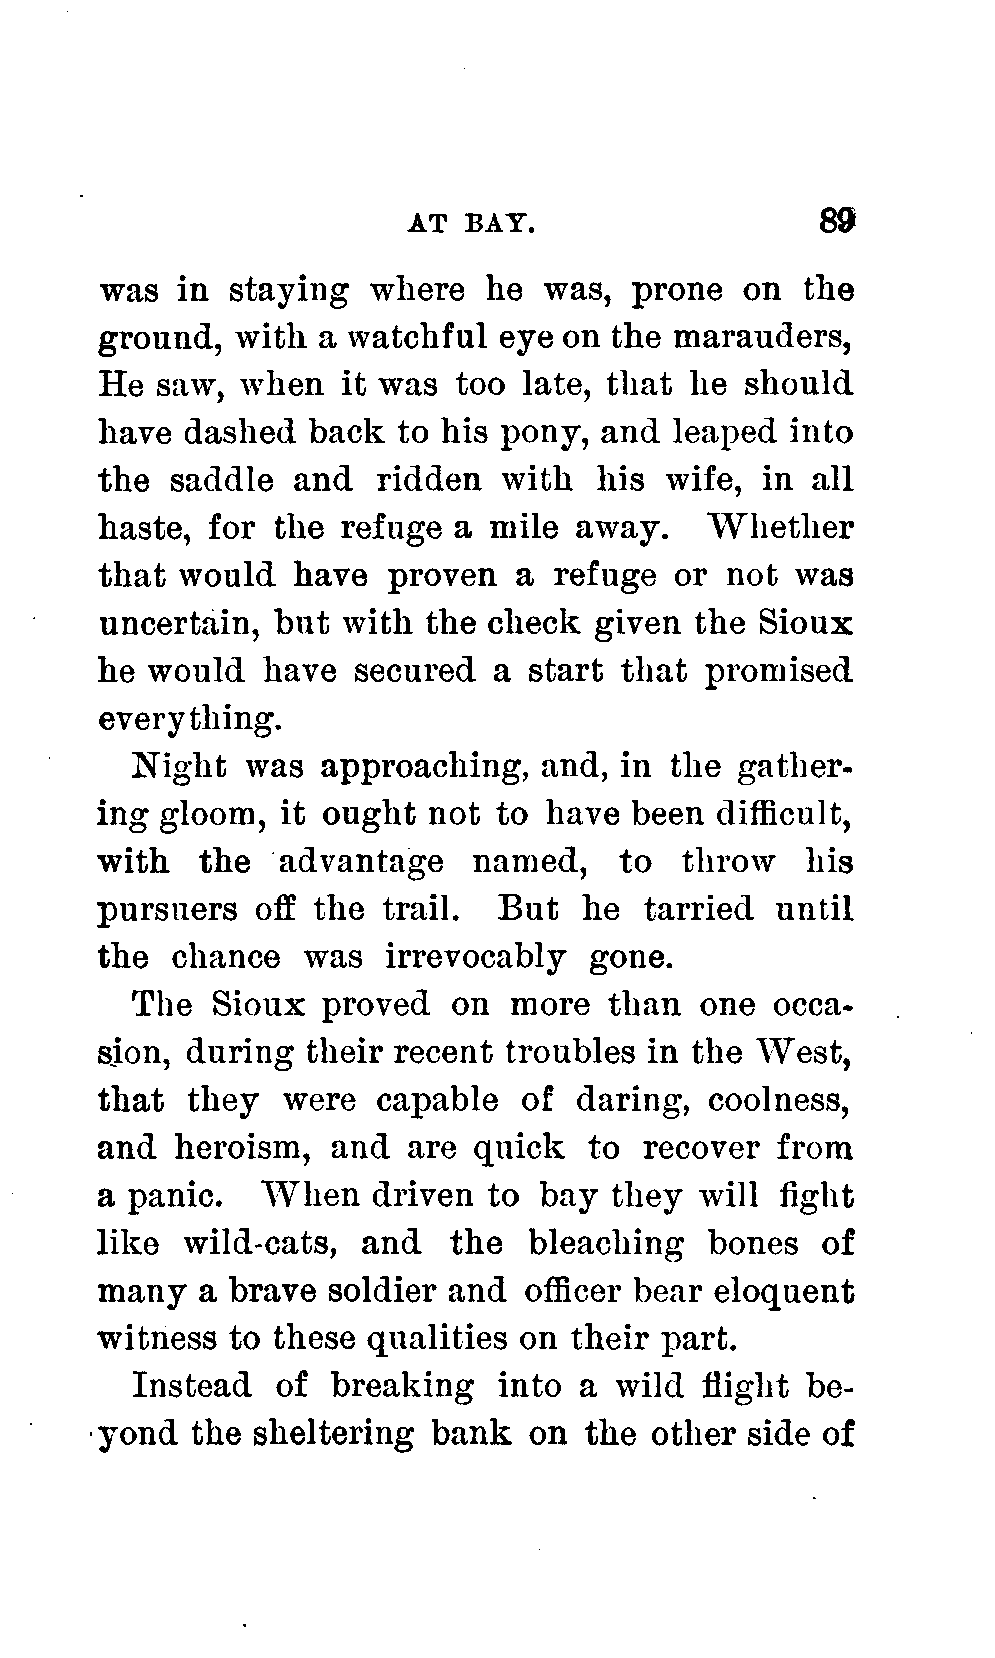 AT BAY. 89
was in staying where he was, prone on the
ground, with a watchful eye on the marauders,
He saw, when it was too late, that he should
have dashed back to his pony, and leaped into
the saddle and ridden with his wife, in all
haste, for the refuge a mile away. Whether
that would have proven a refuge or not was
uncertain, but with the check given the Sioux
he would have secured a start that promised
everything.
Night was approaching, and, in the gather-
ing gloom, it ought not to have been difficult,
with the advantage named, to throw his
pursuers off the trail. But he tarried until
the chance was irrevocably gone.
The Sioux proved on more than one occa-
sion, during their recent troubles in the West,
that they were capable of daring, coolness,
and heroism, and are quick to recover from
a panic. When driven to bay they will fight
like wild-cats, and the bleaching bones of
many a brave soldier and officer bear eloquent
witness to these qualities on their part.
Instead of breaking into a wild flight be-
yond the sheltering bank on the other side of